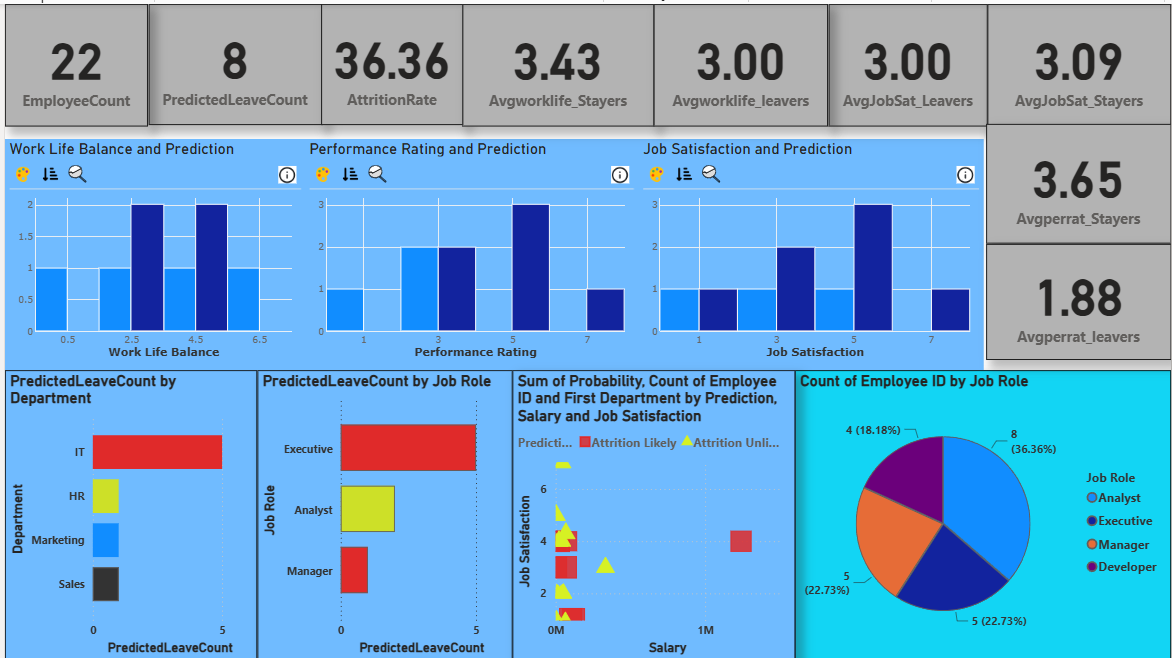 22
EmployeeCount
8
PredictedLeaveCount
36.36
AttritionRate
3.43
Avgworklife_Stayers
3.00
Avgworklife_leavers
3.00
AvgJobSat_Leavers
3.09
AvgJobSat_Stayers
3.65
Avgperrat_Stayers
1.88
Avgperrat_leavers
Work Life Balance and Prediction
2
1.5
1
0.5
0
0.5
2.5
4.5
6.5
Work Life Balance
Performance Rating and Prediction
3
2
1
0
1
3
5
7
Performance Rating
Job Satisfaction and Prediction
3
2
1
0
1
3
5
7
Job Satisfaction
PredictedLeaveCount by
Department
Department
IT
HR
Marketing
Sales
0
5
PredictedLeaveCount
PredictedLeaveCount by Job Role
Job Role
Executive
Analyst
Manager
0
5
PredictedLeaveCount
Sum of Probability, Count of Employee
ID and First Department by Prediction,
Salary and Job Satisfaction
Predicti... Attrition Likely Attrition Unli...
Job Satisfaction
6
4
2
0M
1M
Salary
Count of Employee ID by Job Role
4 (18.18%)
8
(36.36%)
5
(22.73%)
5 (22.73%)
Job Role
Analyst
Executive
Manager
Developer